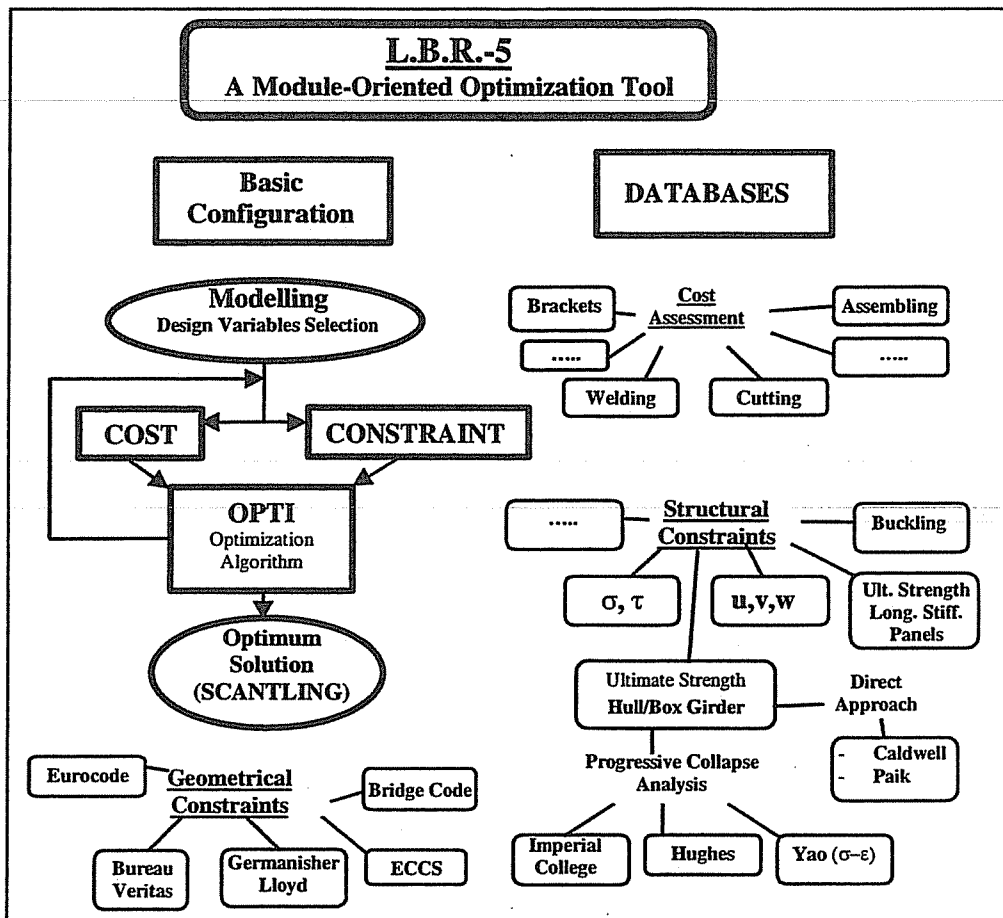 L.B.R.-5
A Module-Oriented Optimization Tool
Basic
Configuration
DATABASES
Modelling
Design Variables Selection
COST
CONSTRAINT
OPTI
Optimization
Algorithm
Optimum
Solution
(SCANTLING)
Cost
Assessment
Brackets
.....
Welding
Cutting
Assembling
.....
Structural
Constraints
.....
Buckling
σ, τ
u,v,w
Ult. Strength
Long. Stiff.
Panels
Ultimate Strength
Hull/Box Girder
Direct
Approach
- Caldwell
- Paik
Progressive Collapse
Analysis
Imperial
College
Hughes
Yao (σ–ε)
Geometrical
Constraints
Eurocode
Bridge Code
Bureau
Veritas
Germanisher
Lloyd
ECCS